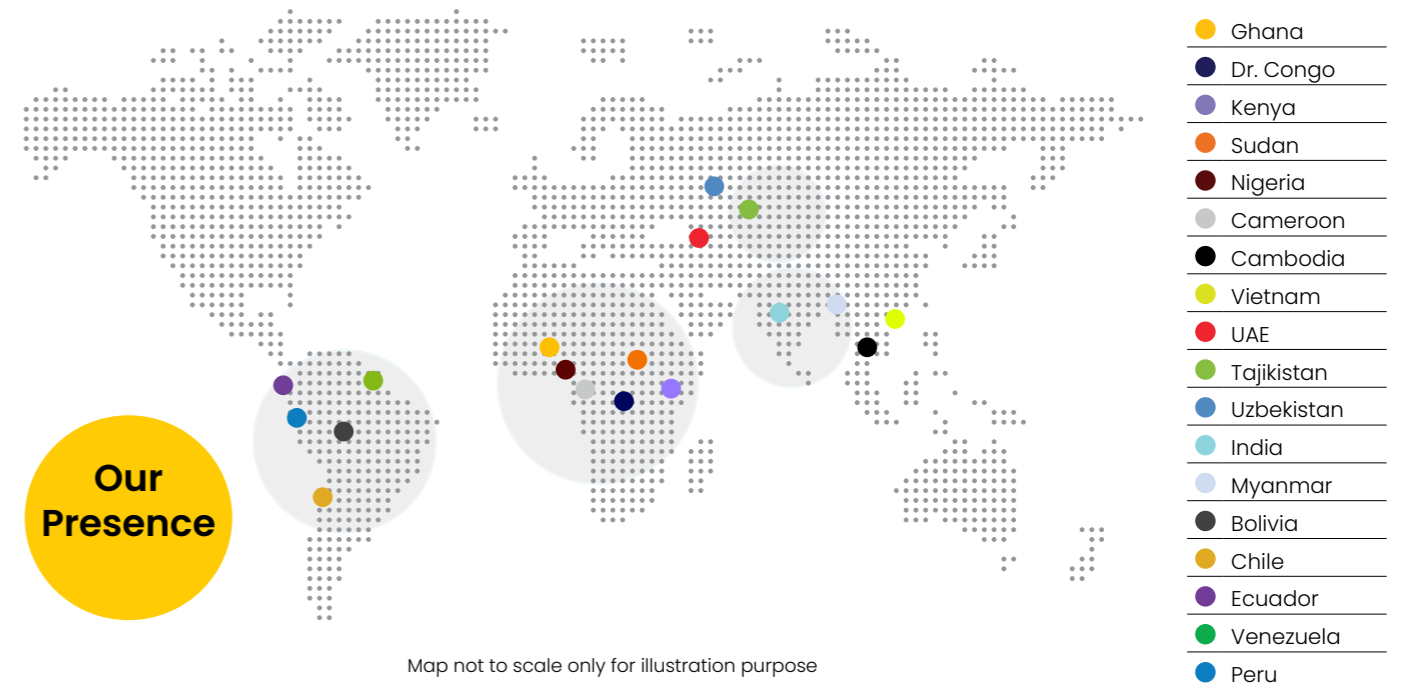 Our
Presence
Map not to scale only for illustration purpose
Ghana
Dr. Congo
Kenya
Sudan
Nigeria
Cameroon
Cambodia
Vietnam
UAE
Tajikistan
Uzbekistan
India
Myanmar
Bolivia
Chile
Ecuador
Venezuela
Peru